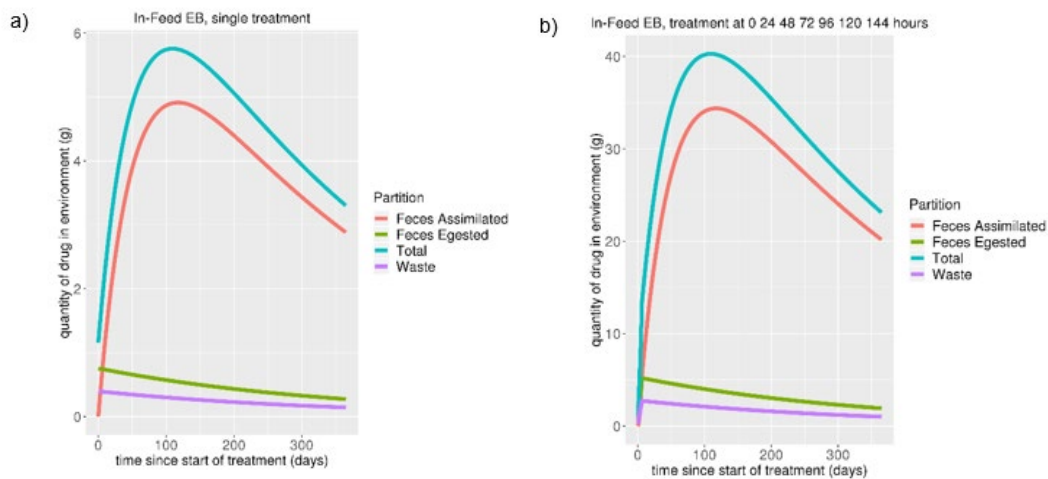 a)
In-Feed EB, single treatment
quantity of drug in environment (g)
6
4
2
0
0
100
200
300
time since start of treatment (days)
Partition
Feces Assimilated
Feces Egested
Total
Waste
b)
In-Feed EB, treatment at 0 24 48 72 96 120 144 hours
quantity of drug in environment (g)
40
30
20
10
0
0
100
200
300
time since start of treatment (days)
Partition
Feces Assimilated
Feces Egested
Total
Waste